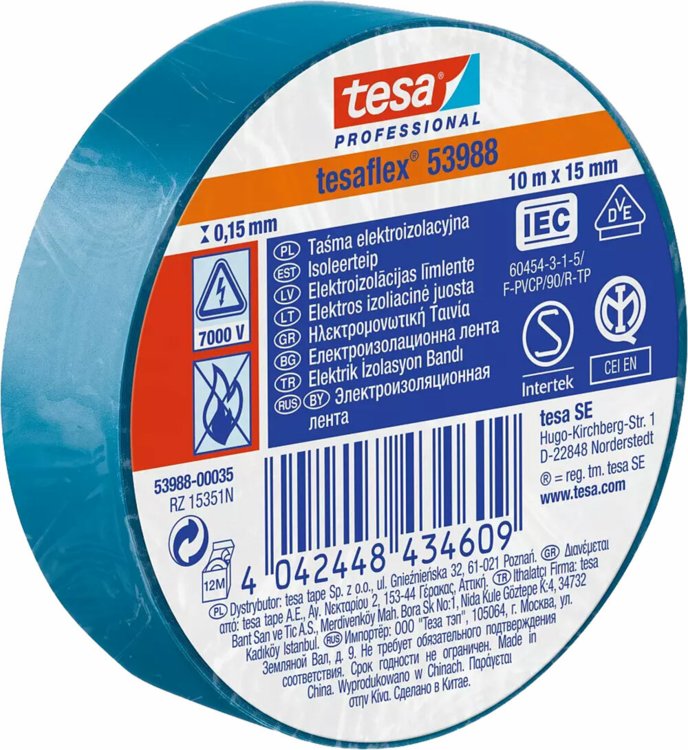 tesa
PROFESSIONAL
tesaflex® 53988
10 m x 15 mm
0,15 mm
7000 V
PL Taśma elektroizolacyjna
EST Isoleerteip
LV Elektroizolācijas līmlente
LT Elektros izoliacinė juosta
GR Ηλεκτρομονωτική Ταινία
BG Електроизолационна лента
TR Elektrik İzolasyon Bandı
RUS BY Электроизоляционная
лента
IEC
DVE
60454-3-1-5/
F-PVCP/90/R-TP
S
Intertek
CEI EN
tesa SE
Hugo-Kirchberg-Str. 1
D-22848 Norderstedt
® = reg. tm. tesa SE
www.tesa.com
53988-00035
RZ 15351N
12M
4 042448 434609
PL Dystrybutor: tesa tape Sp. z o.o., ul. Gnieźnieńska 32, 61-021 Poznań. GR Διανέμεται
από: tesa tape A.E., Αγ. Νεκταρίου 2, 153-44 Γέρακας, Αττική. TR İthalatçı Firma: tesa
Bant San ve Tic A.S., Merdivenköy Mah. Bora Sk No:1, Nida Kule Göztepe K:4, 34732
Kadıköy Istanbul. RUS Импортёр: ООО "Теза тэп", 105064, г. Москва, ул.
Земляной Вал, д. 9. Не требует обязательного подтверждения
соответствия. Срок годности не ограничен. Made in
China. Wyprodukowano w Chinach. Παράγεται
στην Κίνα. Сделано в Китае.